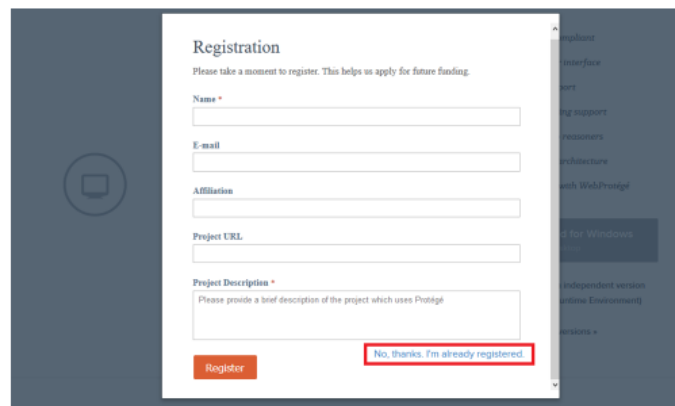 Registration
Please take a moment to register. This helps us apply for future funding.
Name *
E-mail
Affiliation
Project URL
Project Description *
Please provide a brief description of the project which uses Protégé
No, thanks. I'm already registered.
Register
interface
support
reasoners
architecture
with WebProtégé
d for Windows
independent version
Environment)